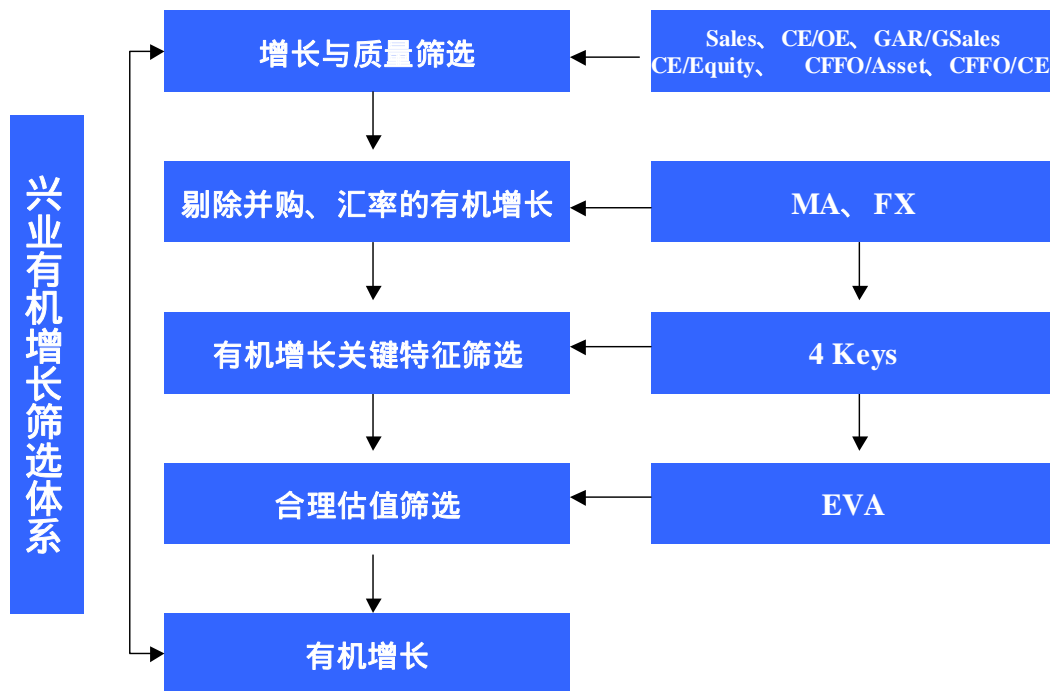 兴业有机增长筛选体系
增长与质量筛选
Sales、CE/OE、GAR/GSales
CE/Equity、 CFFO/Asset、CFFO/CE
剔除并购、汇率的有机增长
MA、FX
有机增长关键特征筛选
4 Keys
合理估值筛选
EVA
有机增长